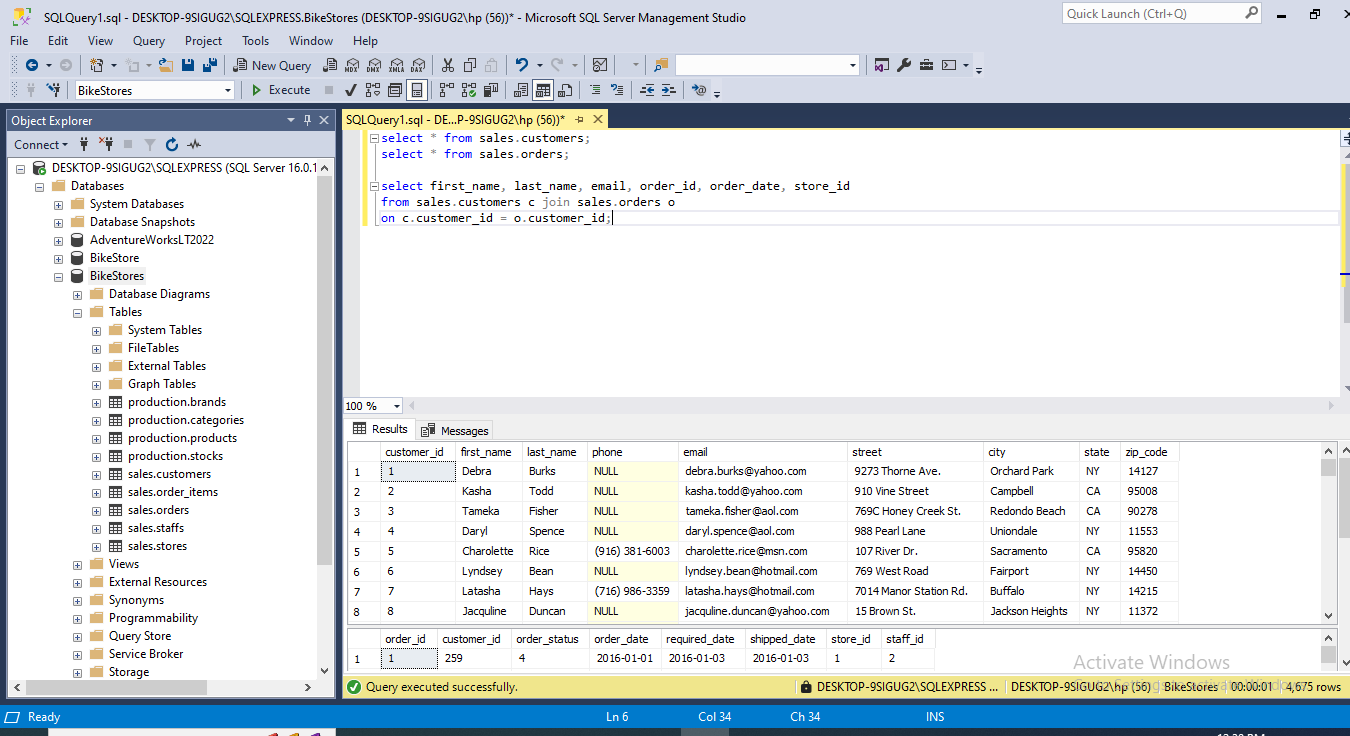 SQLQuery1.sql - DESKTOP-9SIGUG2\SQLEXPRESS.BikeStores (DESKTOP-9SIGUG2\hp (56))* - Microsoft SQL Server Management Studio
Quick Launch (Ctrl+Q)
File Edit View Query Project Tools Window Help
New Query MDX DMX XMLA DAX
BikeStores Execute
Object Explorer
SQLQuery1.sql - DE...P-9SIGUG2\hp (56))*
Connect
DESKTOP-9SIGUG2\SQLEXPRESS (SQL Server 16.0.1
Databases
System Databases
Database Snapshots
AdventureWorksLT2022
BikeStore
BikeStores
Database Diagrams
Tables
System Tables
FileTables
External Tables
Graph Tables
production.brands
production.categories
production.products
production.stocks
sales.customers
sales.order_items
sales.orders
sales.staffs
sales.stores
Views
External Resources
Synonyms
Programmability
Query Store
Service Broker
Storage
select * from sales.customers;
select * from sales.orders;
select first_name, last_name, email, order_id, order_date, store_id
from sales.customers c join sales.orders o
on c.customer_id = o.customer_id;
100 %
Results Messages
customer_id first_name last_name phone email street city state zip_code
1 1 Debra Burks NULL debra.burks@yahoo.com 9273 Thorne Ave. Orchard Park NY 14127
2 2 Kasha Todd NULL kasha.todd@yahoo.com 910 Vine Street Campbell CA 95008
3 3 Tameka Fisher NULL tameka.fisher@aol.com 769C Honey Creek St. Redondo Beach CA 90278
4 4 Daryl Spence NULL daryl.spence@aol.com 988 Pearl Lane Uniondale NY 11553
5 5 Charolette Rice (916) 381-6003 charolette.rice@msn.com 107 River Dr. Sacramento CA 95820
6 6 Lyndsey Bean NULL lyndsey.bean@hotmail.com 769 West Road Fairport NY 14450
7 7 Latasha Hays (716) 986-3359 latasha.hays@hotmail.com 7014 Manor Station Rd. Buffalo NY 14215
8 8 Jacquline Duncan NULL jacquline.duncan@yahoo.com 15 Brown St. Jackson Heights NY 11372
order_id customer_id order_status order_date required_date shipped_date store_id staff_id
1 1 259 4 2016-01-01 2016-01-03 2016-01-03 1 2
Activate Windows
Go to Settings to activate Windows.
Query executed successfully. DESKTOP-9SIGUG2\SQLEXPRESS ... DESKTOP-9SIGUG2\hp (56) BikeStores 00:00:01 4,675 rows
Ready Ln 6 Col 34 Ch 34 INS